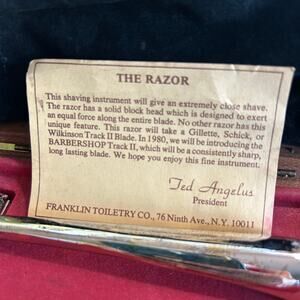 THE RAZOR
This shaving instrument will give an extremely close shave.
The razor has a solid block head which is designed to exert
an equal force along the entire blade. No other razor has this
unique feature. This razor will take a Gillette, Schick, or
Wilkinson Track II Blade. In 1980, we will be introducing the
BARBERSHOP Track II, which will be a consistently sharp,
long lasting blade. We hope you enjoy this fine instrument.
Ted Angelus
President
FRANKLIN TOILETRY CO., 76 Ninth Ave., N.Y. 10011